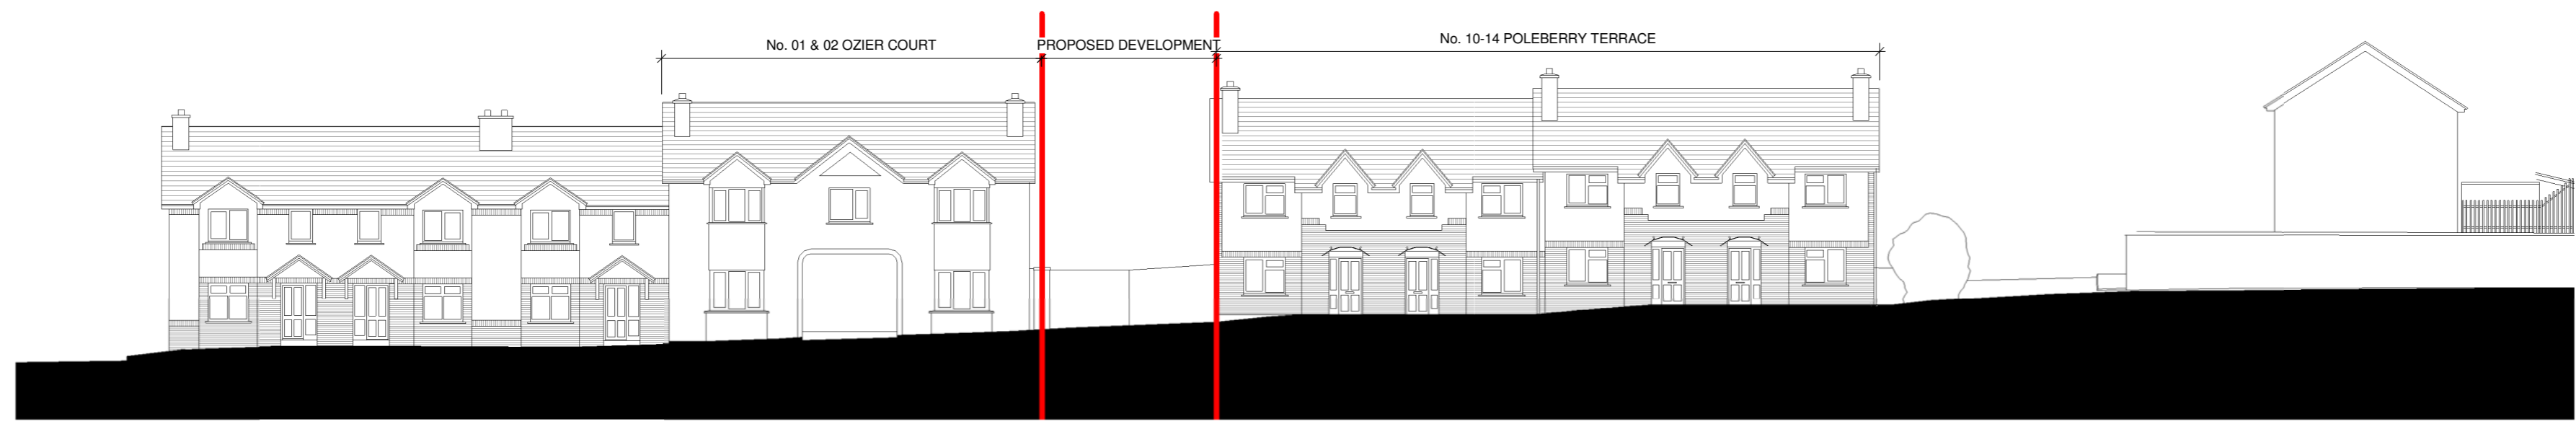 No. 01 & 02 OZIER COURT
PROPOSED DEVELOPMENT
No. 10-14 POLEBERRY TERRACE